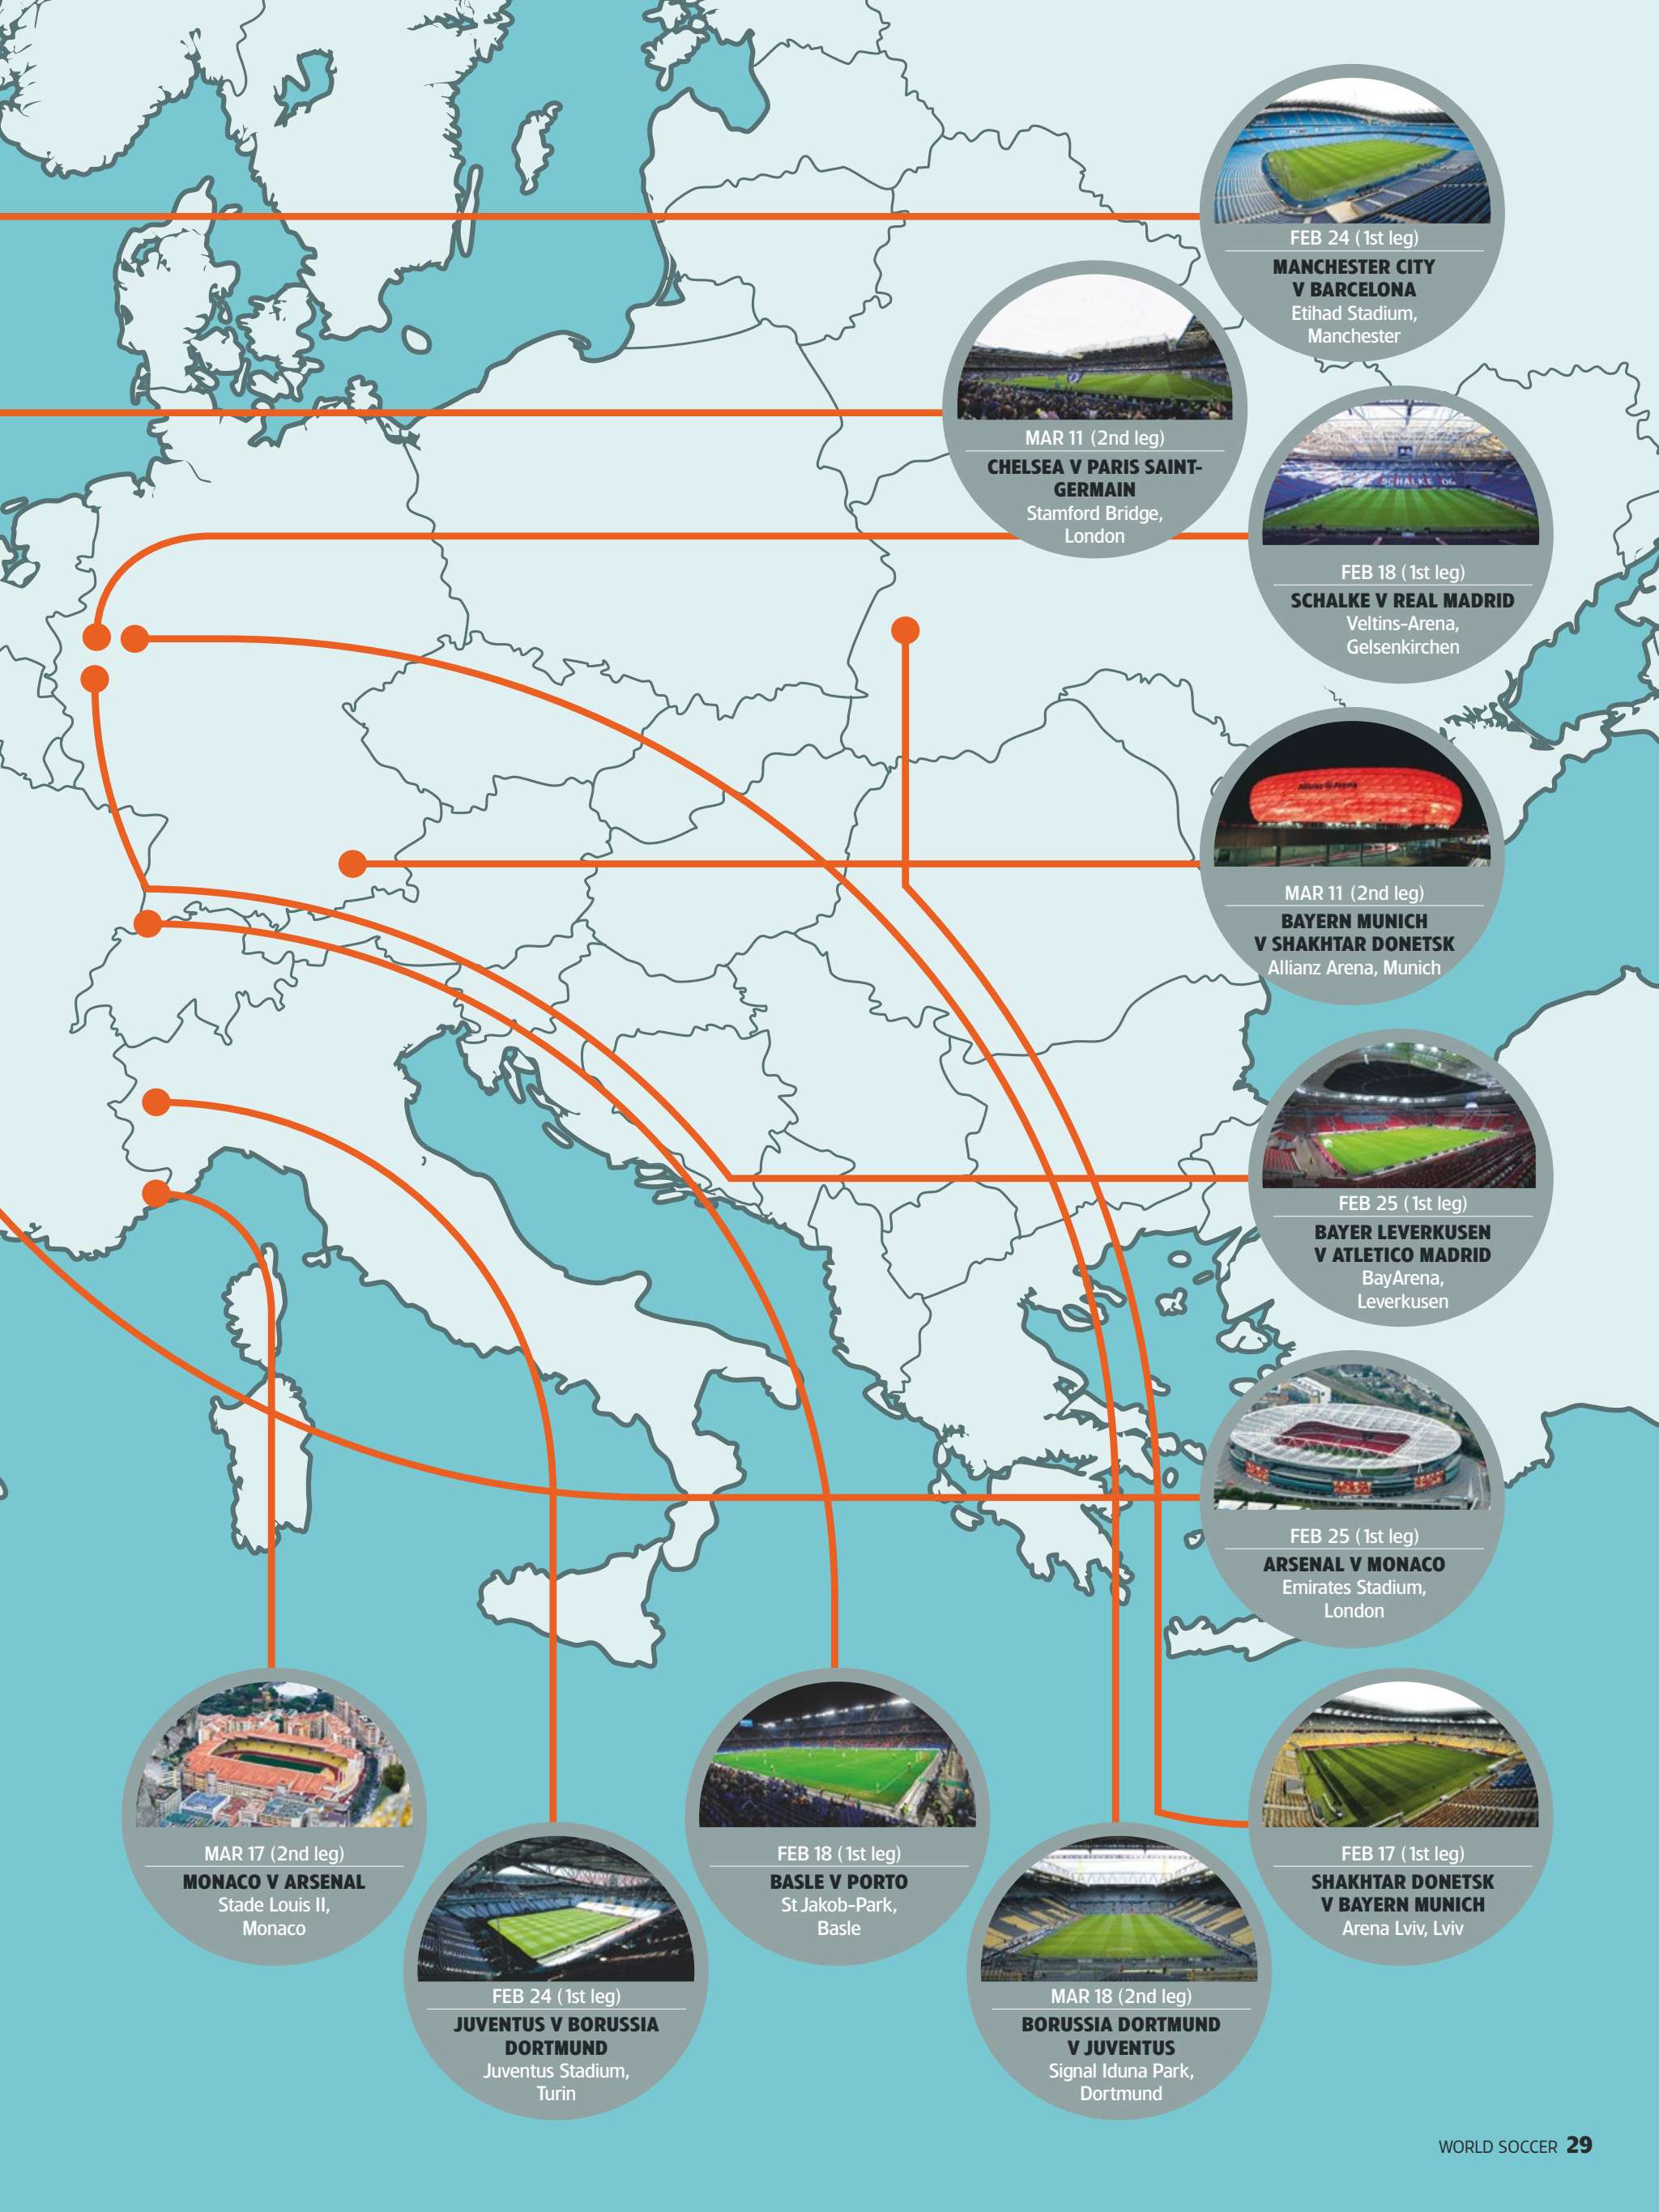 FEB 24 (1st leg)
MANCHESTER CITY
V BARCELONA
Etihad Stadium,
Manchester
MAR 11 (2nd leg)
CHELSEA V PARIS SAINT-
GERMAIN
Stamford Bridge,
London
SCHALKE 04
FEB 18 (1st leg)
SCHALKE V REAL MADRID
Veltins-Arena,
Gelsenkirchen
Allianz Arena
MAR 11 (2nd leg)
BAYERN MUNICH
V SHAKHTAR DONETSK
Allianz Arena, Munich
FEB 25 (1st leg)
BAYER LEVERKUSEN
V ATLETICO MADRID
BayArena,
Leverkusen
FEB 25 (1st leg)
ARSENAL V MONACO
Emirates Stadium,
London
MAR 17 (2nd leg)
MONACO V ARSENAL
Stade Louis II,
Monaco
FEB 24 (1st leg)
JUVENTUS V BORUSSIA
DORTMUND
Juventus Stadium,
Turin
FEB 18 (1st leg)
BASLE V PORTO
St Jakob-Park,
Basle
MAR 18 (2nd leg)
BORUSSIA DORTMUND
V JUVENTUS
Signal Iduna Park,
Dortmund
FEB 17 (1st leg)
SHAKHTAR DONETSK
V BAYERN MUNICH
Arena Lviv, Lviv
WORLD SOCCER 29